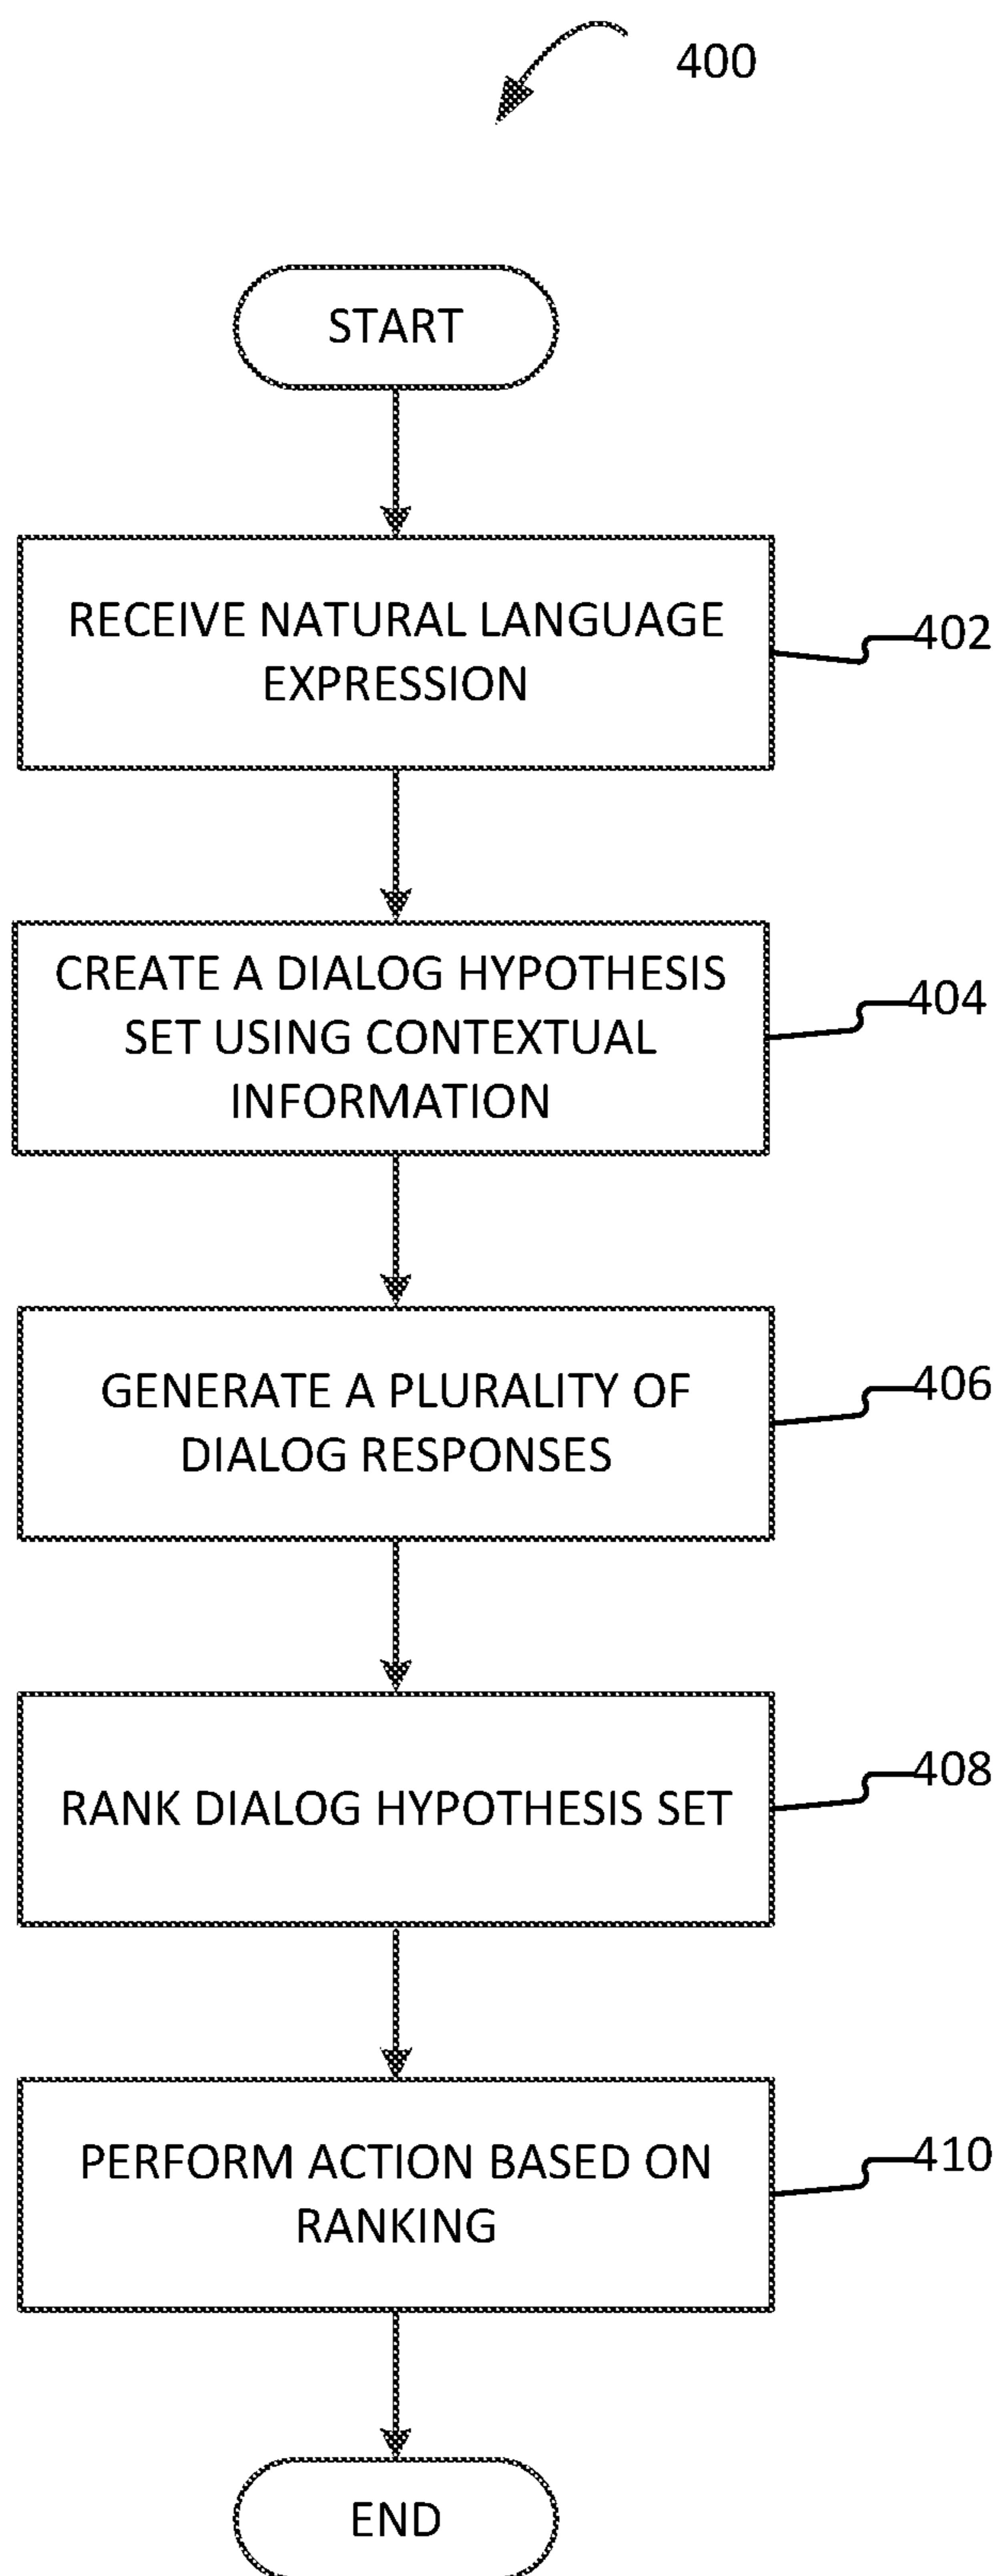 400
START
RECEIVE NATURAL LANGUAGE
EXPRESSION
402
CREATE A DIALOG HYPOTHESIS
SET USING CONTEXTUAL
INFORMATION
404
GENERATE A PLURALITY OF
DIALOG RESPONSES
406
RANK DIALOG HYPOTHESIS SET
408
PERFORM ACTION BASED ON
RANKING
410
END